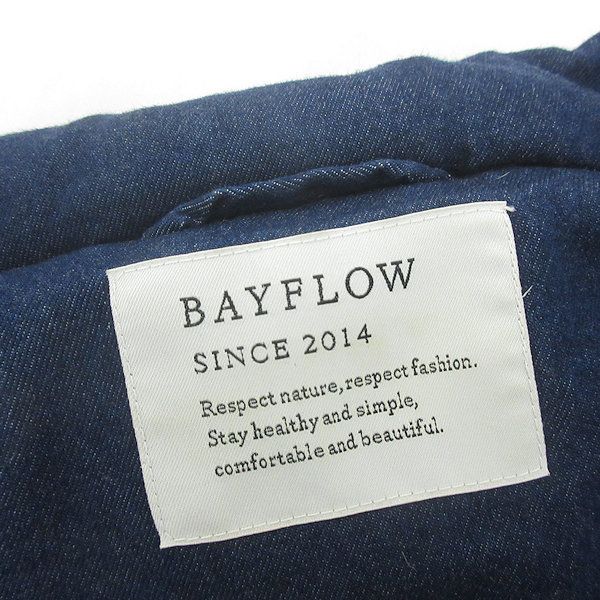 BAYFLOW
SINCE 2014
Respect nature, respect fashion.
Stay healthy and simple,
comfortable and beautiful.